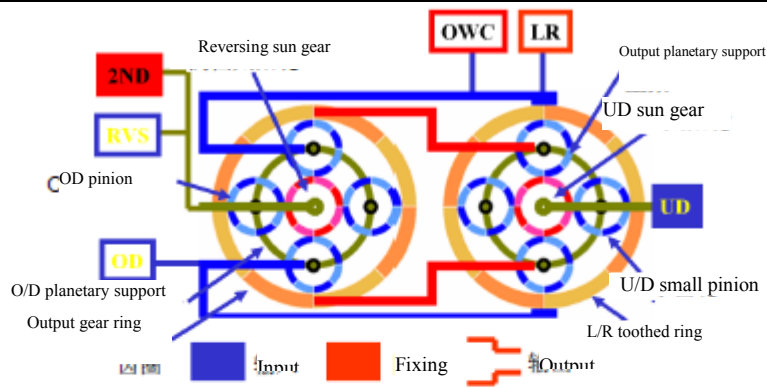 Reversing sun gear
OWC
LR
Output planetary support
2ND
UD sun gear
RVS
OD pinion
UD
OD
O/D planetary support
U/D small pinion
Output gear ring
L/R toothed ring
Input
Fixing
Output